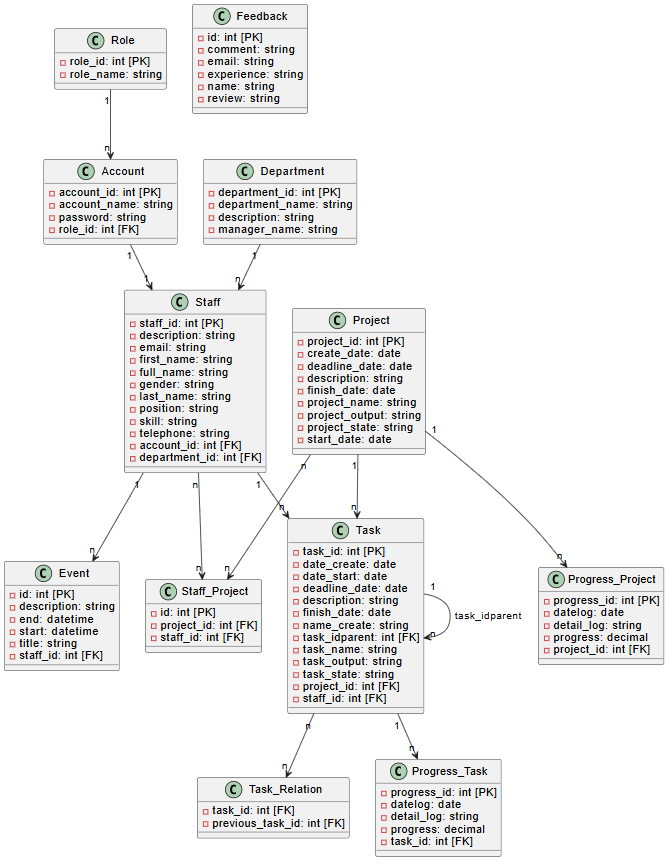 C Role
role_id: int [PK]
role_name: string
C Feedback
id: int [PK]
comment: string
email: string
experience: string
name: string
review: string
1
n
C Account
account_id: int [PK]
account_name: string
password: string
role_id: int [FK]
C Department
department_id: int [PK]
department_name: string
description: string
manager_name: string
1
1
1
n
C Staff
staff_id: int [PK]
description: string
email: string
first_name: string
full_name: string
gender: string
last_name: string
position: string
skill: string
telephone: string
account_id: int [FK]
department_id: int [FK]
C Project
project_id: int [PK]
create_date: date
deadline_date: date
description: string
finish_date: date
project_name: string
project_output: string
project_state: string
start_date: date
1
n
1
n
1
1
n
n
n
n
n
n
C Event
id: int [PK]
description: string
end: datetime
start: datetime
title: string
staff_id: int [FK]
C Staff_Project
id: int [PK]
project_id: int [FK]
staff_id: int [FK]
C Task
task_id: int [PK]
date_create: date
date_start: date
deadline_date: date
description: string
finish_date: date
name_create: string
task_idparent: int [FK]
task_name: string
task_output: string
task_state: string
project_id: int [FK]
staff_id: int [FK]
1
task_idparent
n
C Progress_Project
progress_id: int [PK]
datelog: date
detail_log: string
progress: decimal
project_id: int [FK]
n
1
n
n
C Task_Relation
task_id: int [FK]
previous_task_id: int [FK]
C Progress_Task
progress_id: int [PK]
datelog: date
detail_log: string
progress: decimal
task_id: int [FK]